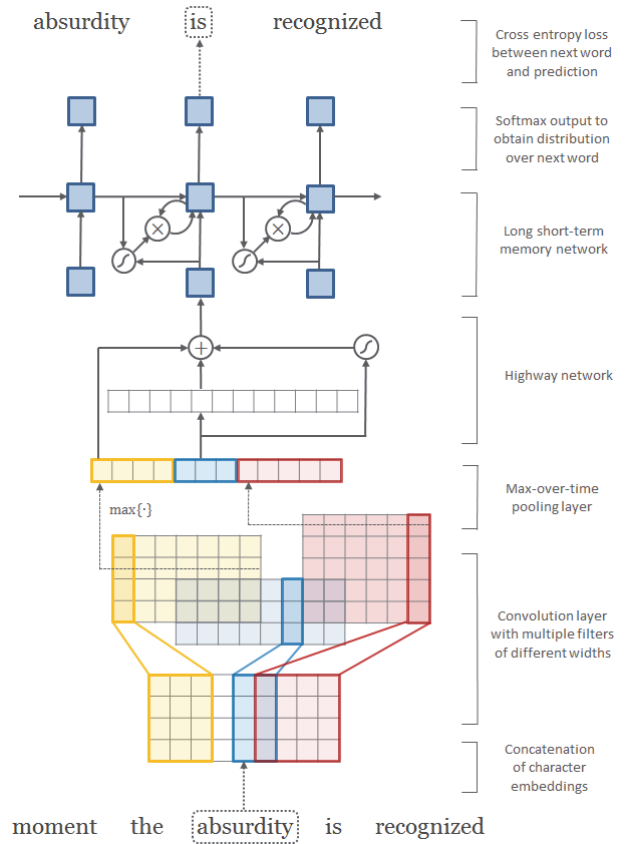 absurdity is recognized
Cross entropy loss
between next word
and prediction
Softmax output to
obtain distribution
over next word
Long short-term
memory network
Highway network
Max-over-time
pooling layer
max{·}
Convolution layer
with multiple filters
of different widths
Concatenation
of character
embeddings
moment the absurdity is recognized